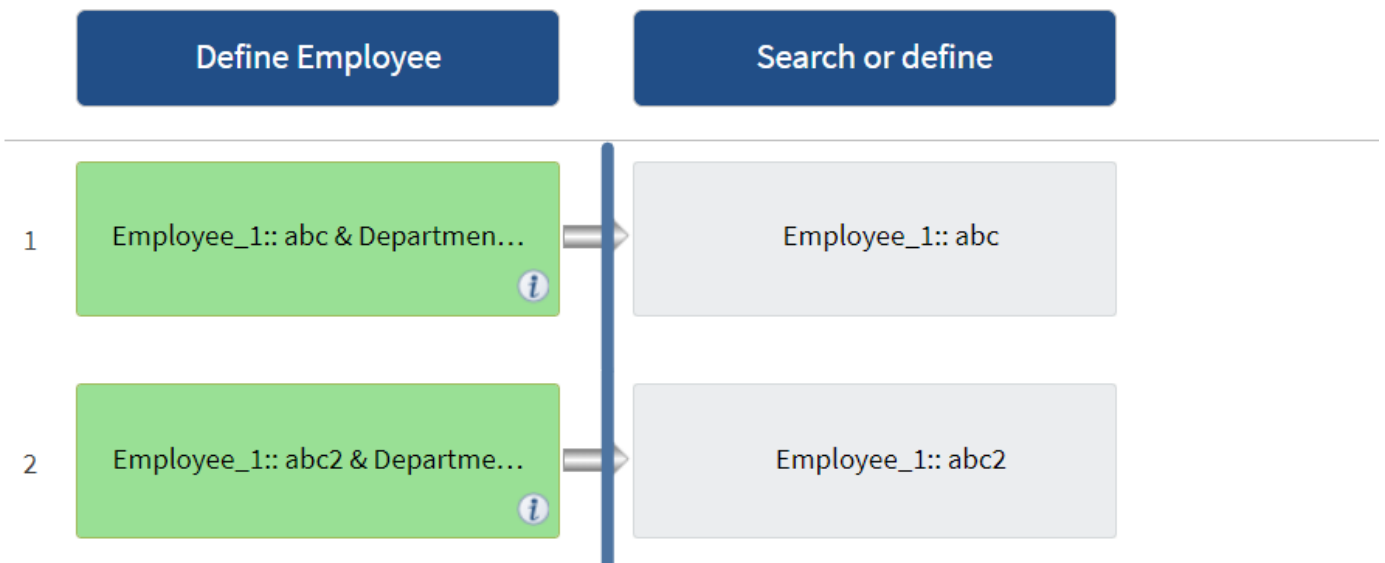 Define Employee
Search or define
1
Employee_1:: abc & Departmen...
i
Employee_1:: abc
2
Employee_1:: abc2 & Departme...
i
Employee_1:: abc2